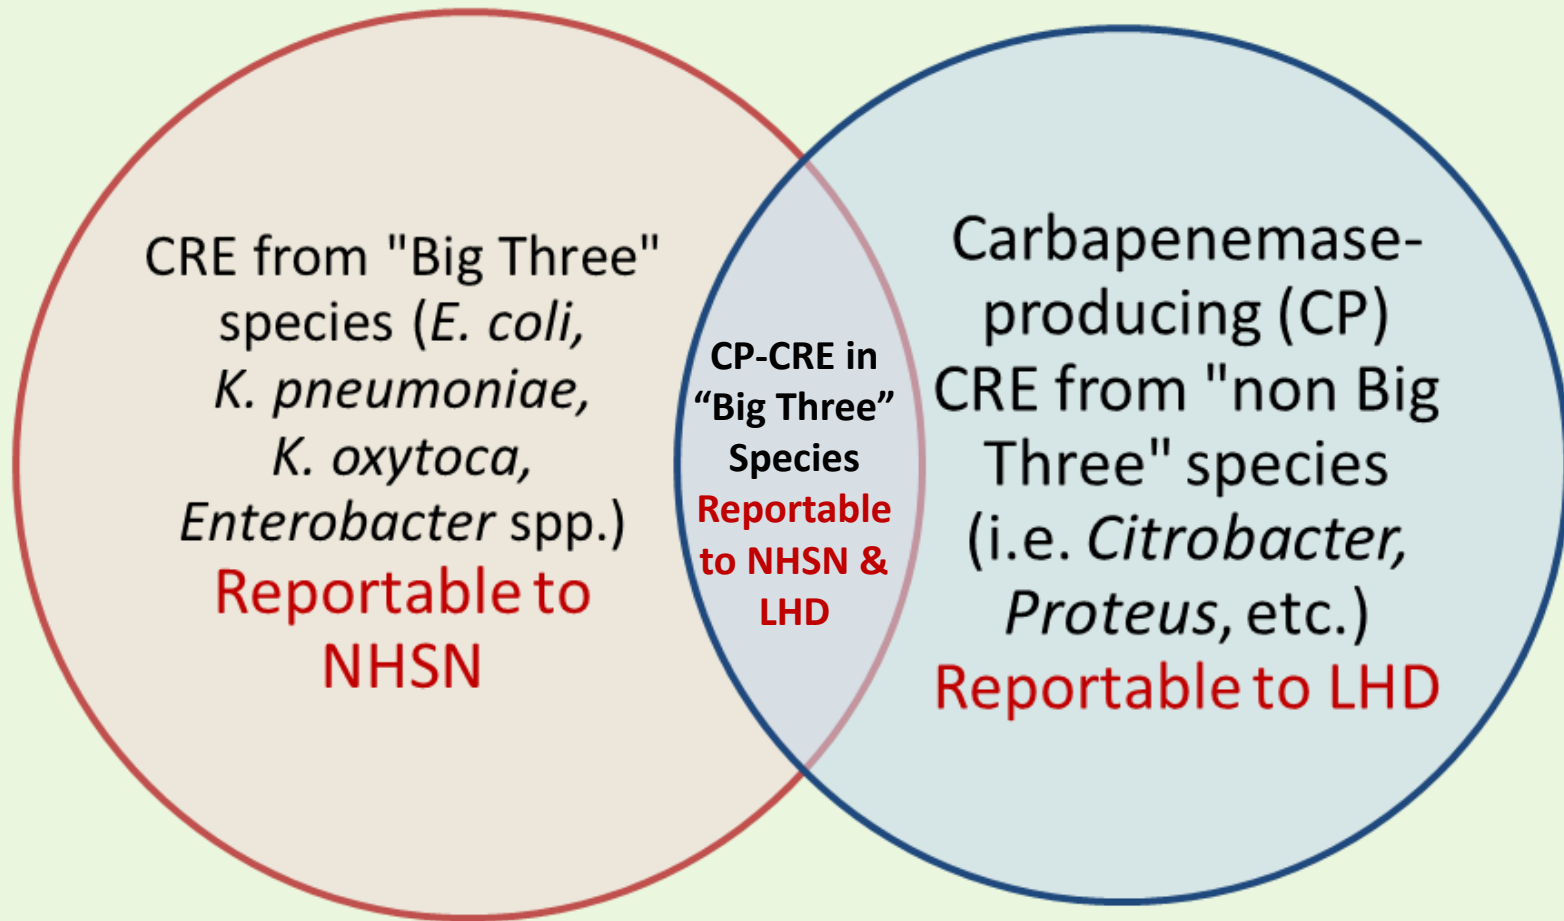 CRE from "Big Three"
species (E. coli,
K. pneumoniae,
K. oxytoca,
Enterobacter spp.)
Reportable to
NHSN
CP-CRE in
“Big Three”
Species
Reportable
to NHSN &
LHD
Carbapenemase-
producing (CP)
CRE from "non Big
Three" species
(i.e. Citrobacter,
Proteus, etc.)
Reportable to LHD